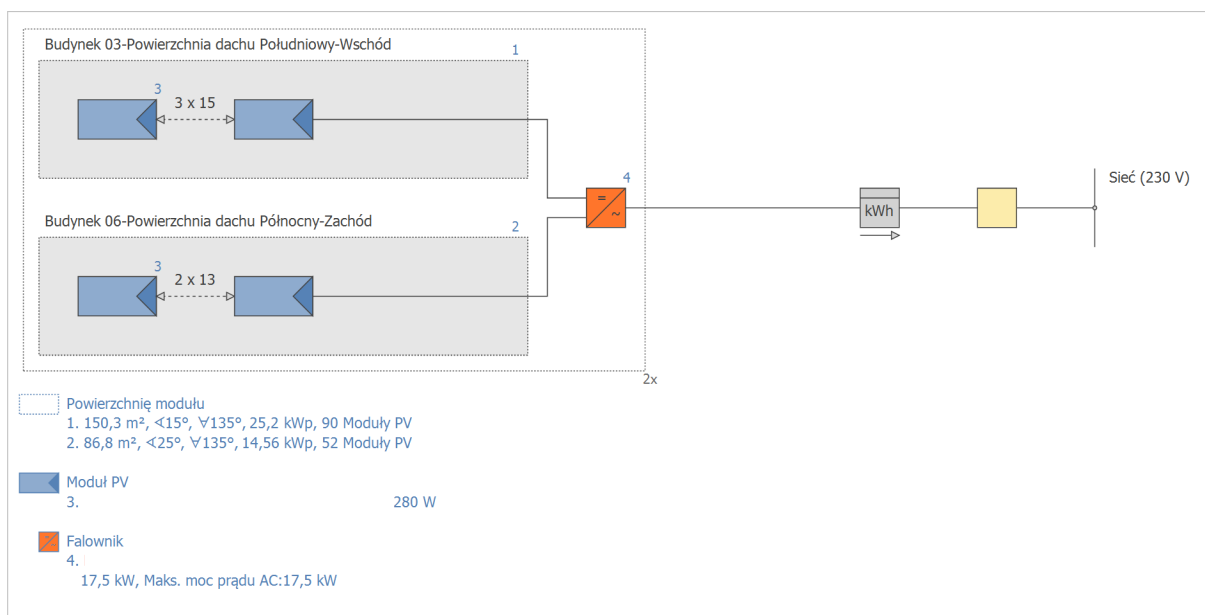 Budynek 03-Powierzchnia dachu Południowy-Wschód
1
3
3 x 15
4
Sieć (230 V)
kWh
Budynek 06-Powierzchnia dachu Północny-Zachód
2
3
2 x 13
2x
Powierzchnię modułu
1. 150,3 m², ∢15°, ∀135°, 25,2 kWp, 90 Moduły PV
2. 86,8 m², ∢25°, ∀135°, 14,56 kWp, 52 Moduły PV
Moduł PV
3. 280 W
Falownik
4.
17,5 kW, Maks. moc prądu AC:17,5 kW